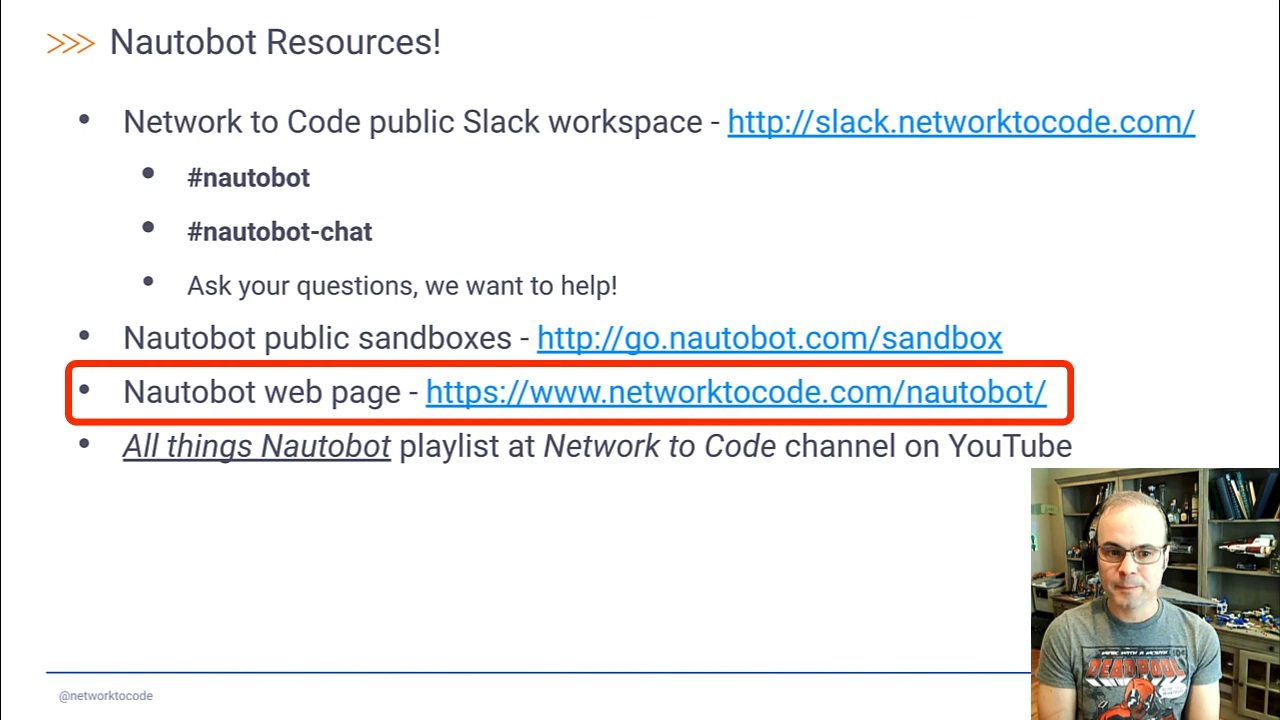 >>> Nautobot Resources!
• Network to Code public Slack workspace - http://slack.networktocode.com/
• #nautobot
• #nautobot-chat
• Ask your questions, we want to help!
• Nautobot public sandboxes - http://go.nautobot.com/sandbox
• Nautobot web page - https://www.networktocode.com/nautobot/
• All things Nautobot playlist at Network to Code channel on YouTube
DEADPOOL
@networktocode